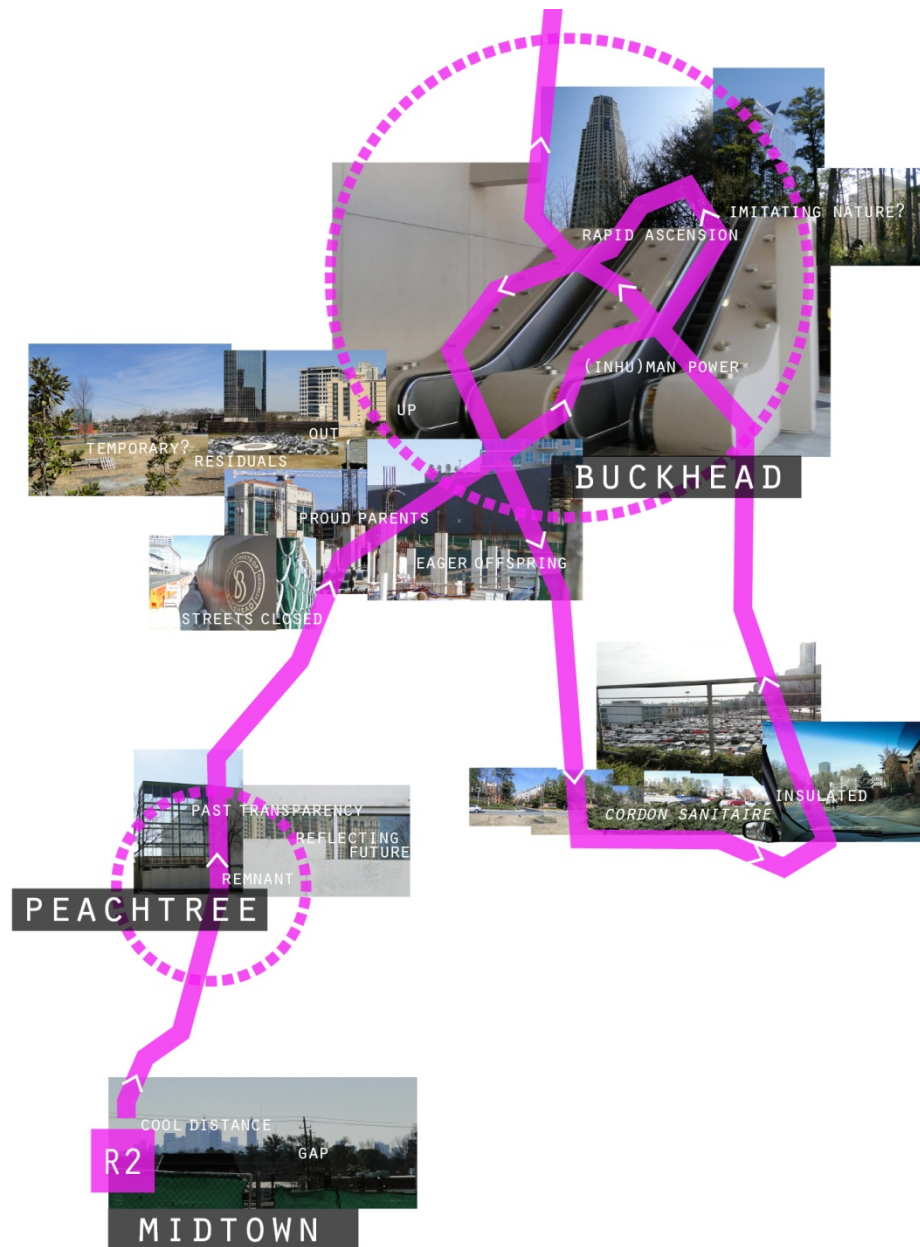 IMITATING NATURE?
RAPID ASCENSION
(INHU)MAN POWER
UP
OUT
TEMPORARY?
RESIDUALS
BUCKHEAD
PROUD PARENTS
EAGER OFFSPRING
STREETS CLOSED
INSULATED
CORDON SANITAIRE
PAST TRANSPARENCY
REFLECTING
FUTURE
REMNANT
PEACHTREE
COOL DISTANCE
GAP
R2
MIDTOWN